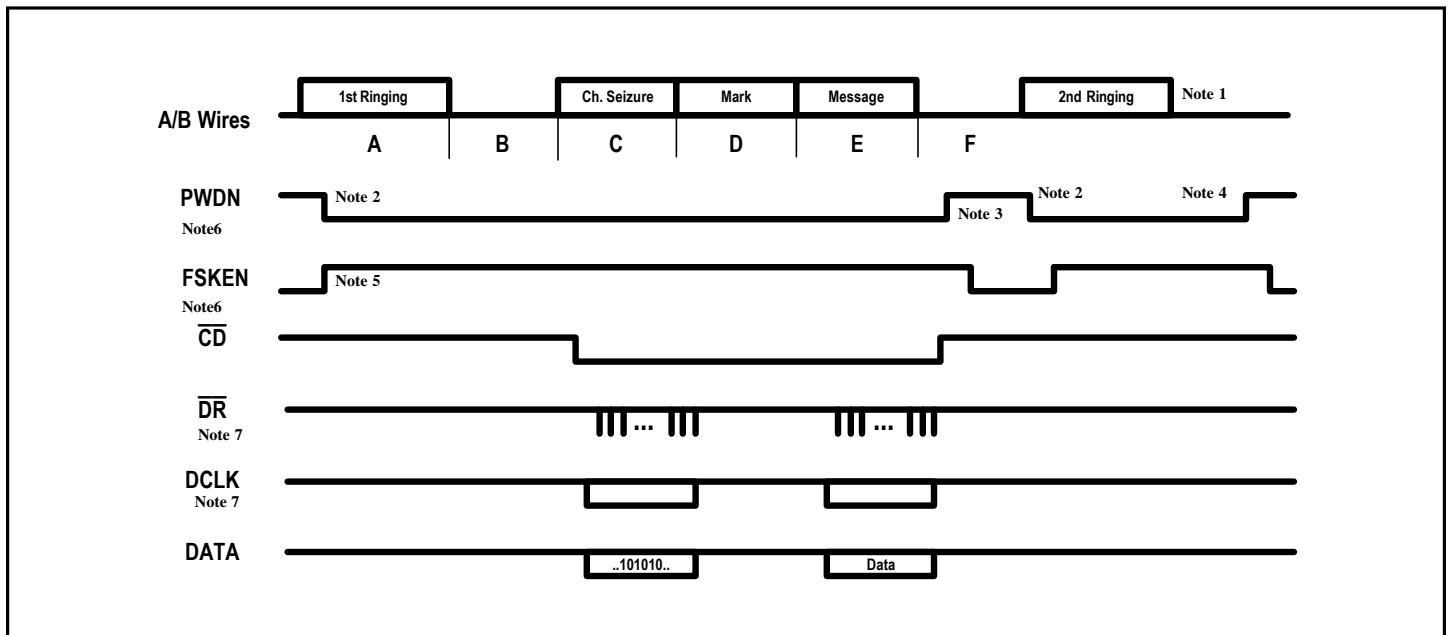 1st Ringing Ch. Seizure Mark Message 2nd Ringing Note 1
A/B Wires
A B C D E F
PWDN Note 2 Note 3 Note 2 Note 4
Note6
FSKEN Note 5
Note6
CD
DR ... ...
Note 7
DCLK
Note 7
DATA
..101010.. Data